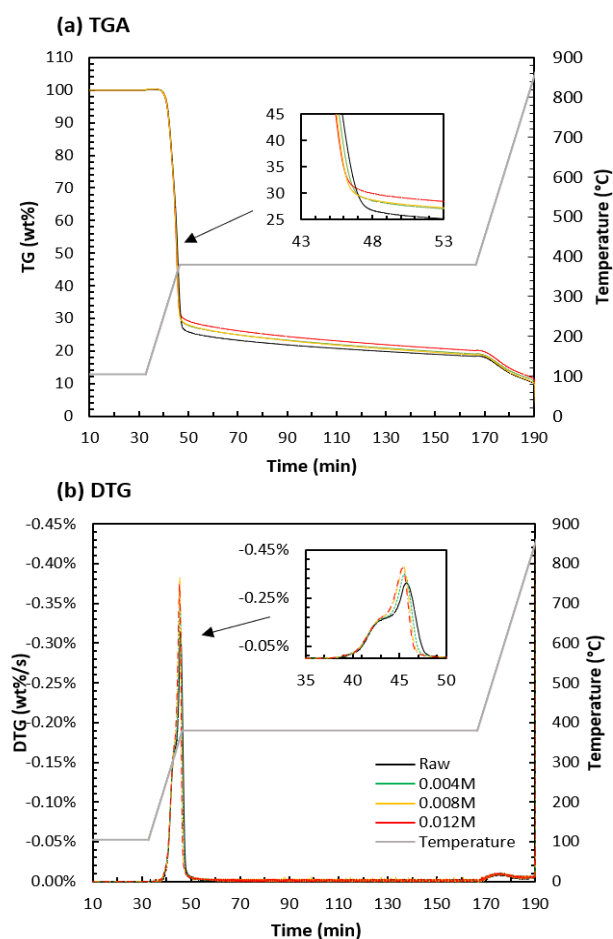 (a) TGA
110
100
90
80
70
60
50
40
30
20
10
0
TG (wt%)
900
800
700
600
500
400
300
200
100
0
Temperature (°C)
45
40
35
30
25
43 48 53
10 30 50 70 90 110 130 150 170 190
Time (min)
(b) DTG
-0.45%
-0.40%
-0.35%
-0.30%
-0.25%
-0.20%
-0.15%
-0.10%
-0.05%
0.00%
DTG (wt%/s)
900
800
700
600
500
400
300
200
100
0
Temperature (°C)
-0.45%
-0.25%
-0.05%
35 40 45 50
Raw
0.004M
0.008M
0.012M
Temperature
10 30 50 70 90 110 130 150 170 190
Time (min)